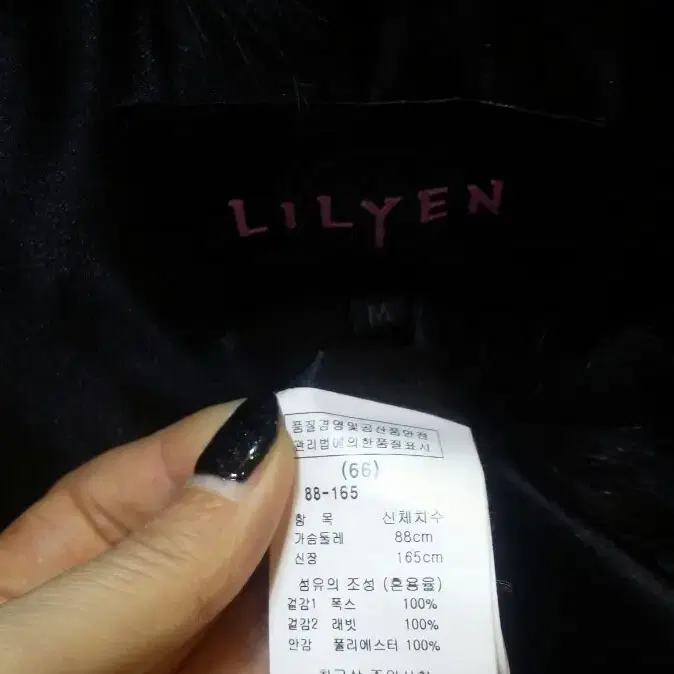 LILYEN
M
품질경영및공산품안전
관리법에의한품질표시
(66)
88-165
항 목 신체치수
가슴둘레 88cm
신장 165cm
섬유의 조성 (혼용율)
겉감1 폭스 100%
겉감2 래빗 100%
안감 폴리에스터 100%